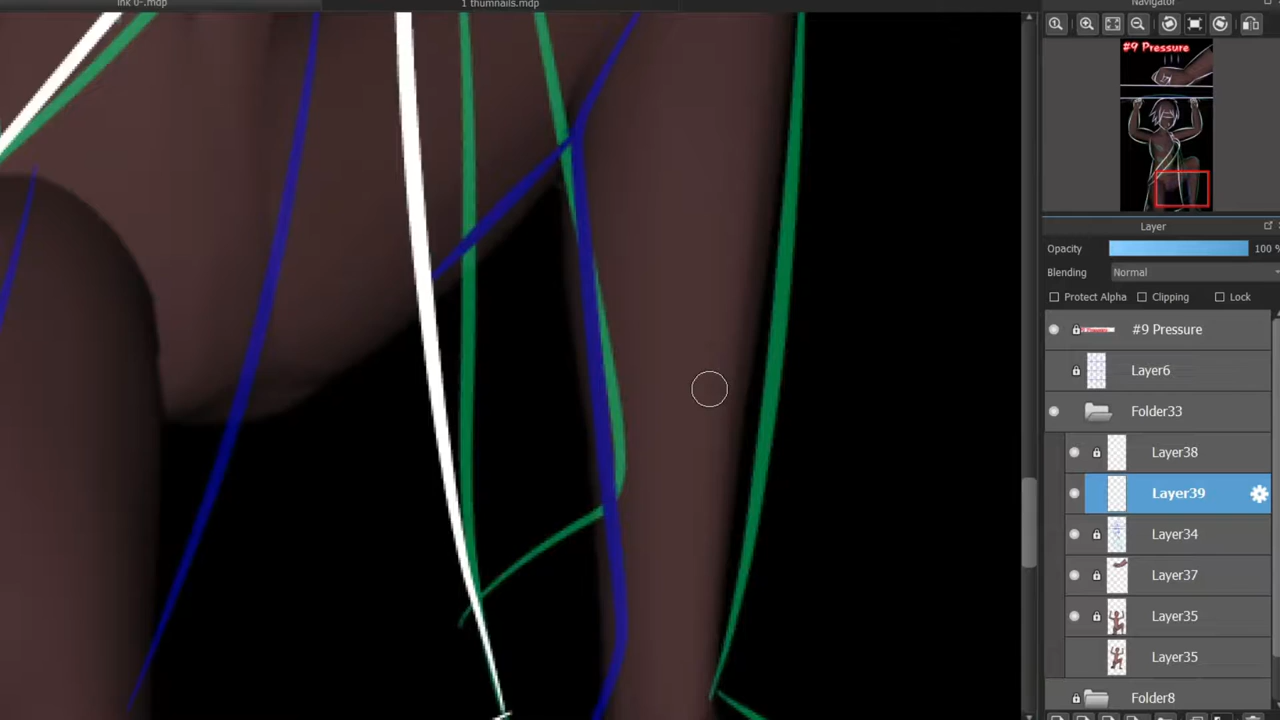 ink 0-.mdp
1 thumnails.mdp
Navigator
#9 Pressure
Layer
Opacity 100 %
Blending Normal
Protect Alpha Clipping Lock
#9 Pressure
Layer6
Folder33
Layer38
Layer39
Layer34
Layer37
Layer35
Layer35
Folder8